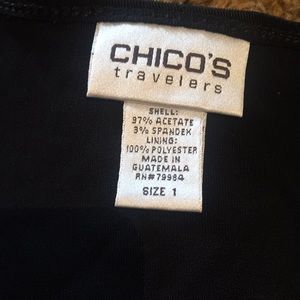 CHICO'S
travelers
SHELL:
97% ACETATE
3% SPANDEX
LINING:
100% POLYESTER
MADE IN
GUATEMALA
RN#79984
SIZE 1